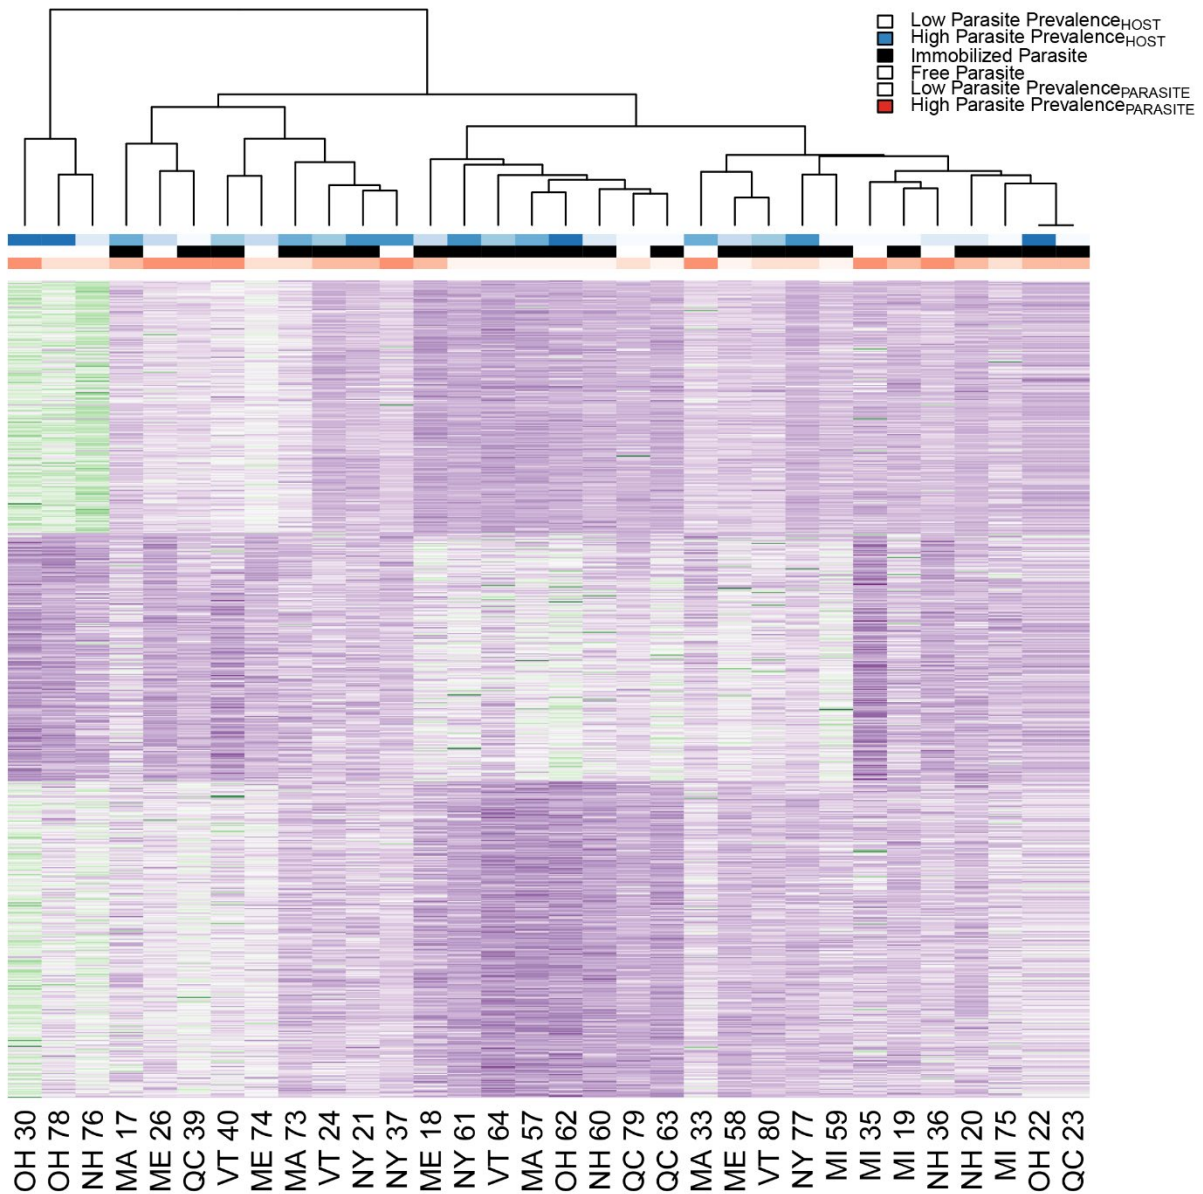 Low Parasite PrevalenceHOST
High Parasite PrevalenceHOST
Immobilized Parasite
Free Parasite
Low Parasite PrevalencePARASITE
High Parasite PrevalencePARASITE
OH 30
OH 78
NH 76
MA 17
ME 26
QC 39
VT 40
ME 74
MA 73
VT 24
NY 21
NY 37
ME 18
NY 61
VT 64
MA 57
OH 62
NH 60
QC 79
QC 63
MA 33
ME 58
VT 80
NY 77
MI 59
MI 35
MI 19
NH 36
NH 20
MI 75
OH 22
QC 23